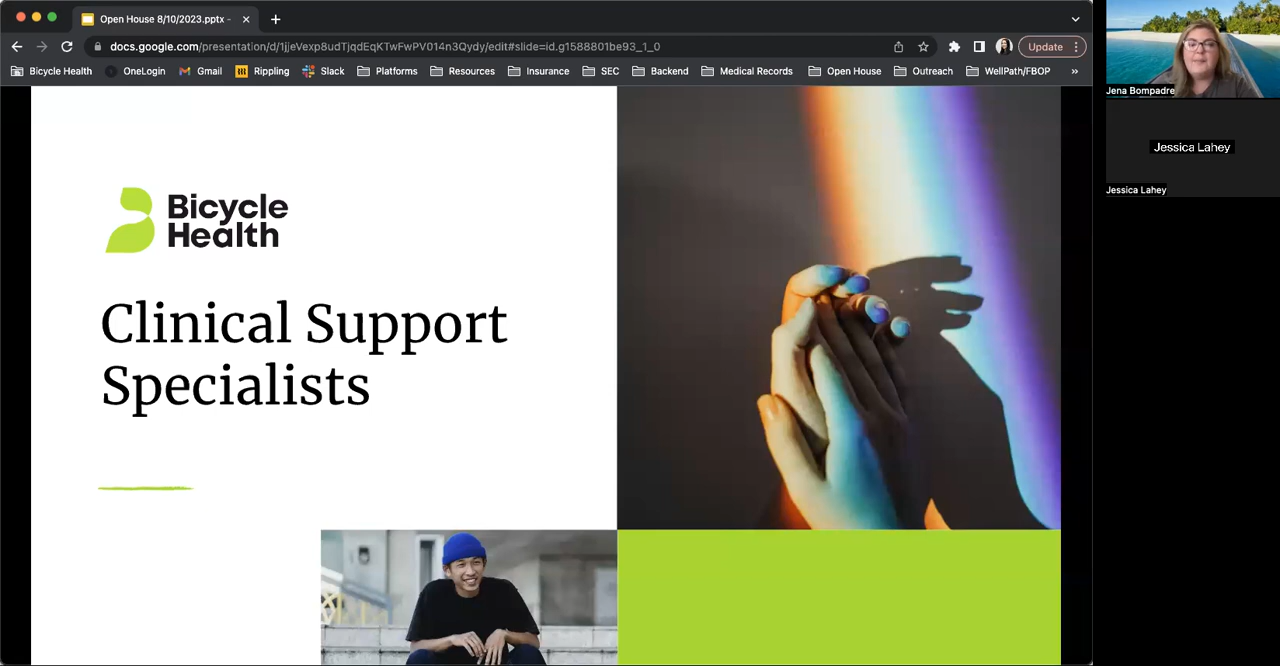 Open House 8/10/2023.pptx -
docs.google.com/presentation/d/1jjeVexp8udTjqdEqKTwFwPV014n3Qydy/edit#slide=id.g1588801be93_1_0
Update
Bicycle Health
OneLogin
Gmail
Rippling
Slack
Platforms
Resources
Insurance
SEC
Backend
Medical Records
Open House
Outreach
WellPath/FBOP
Bicycle
Health
Clinical Support
Specialists
Jena Bompadre
Jessica Lahey
Jessica Lahey